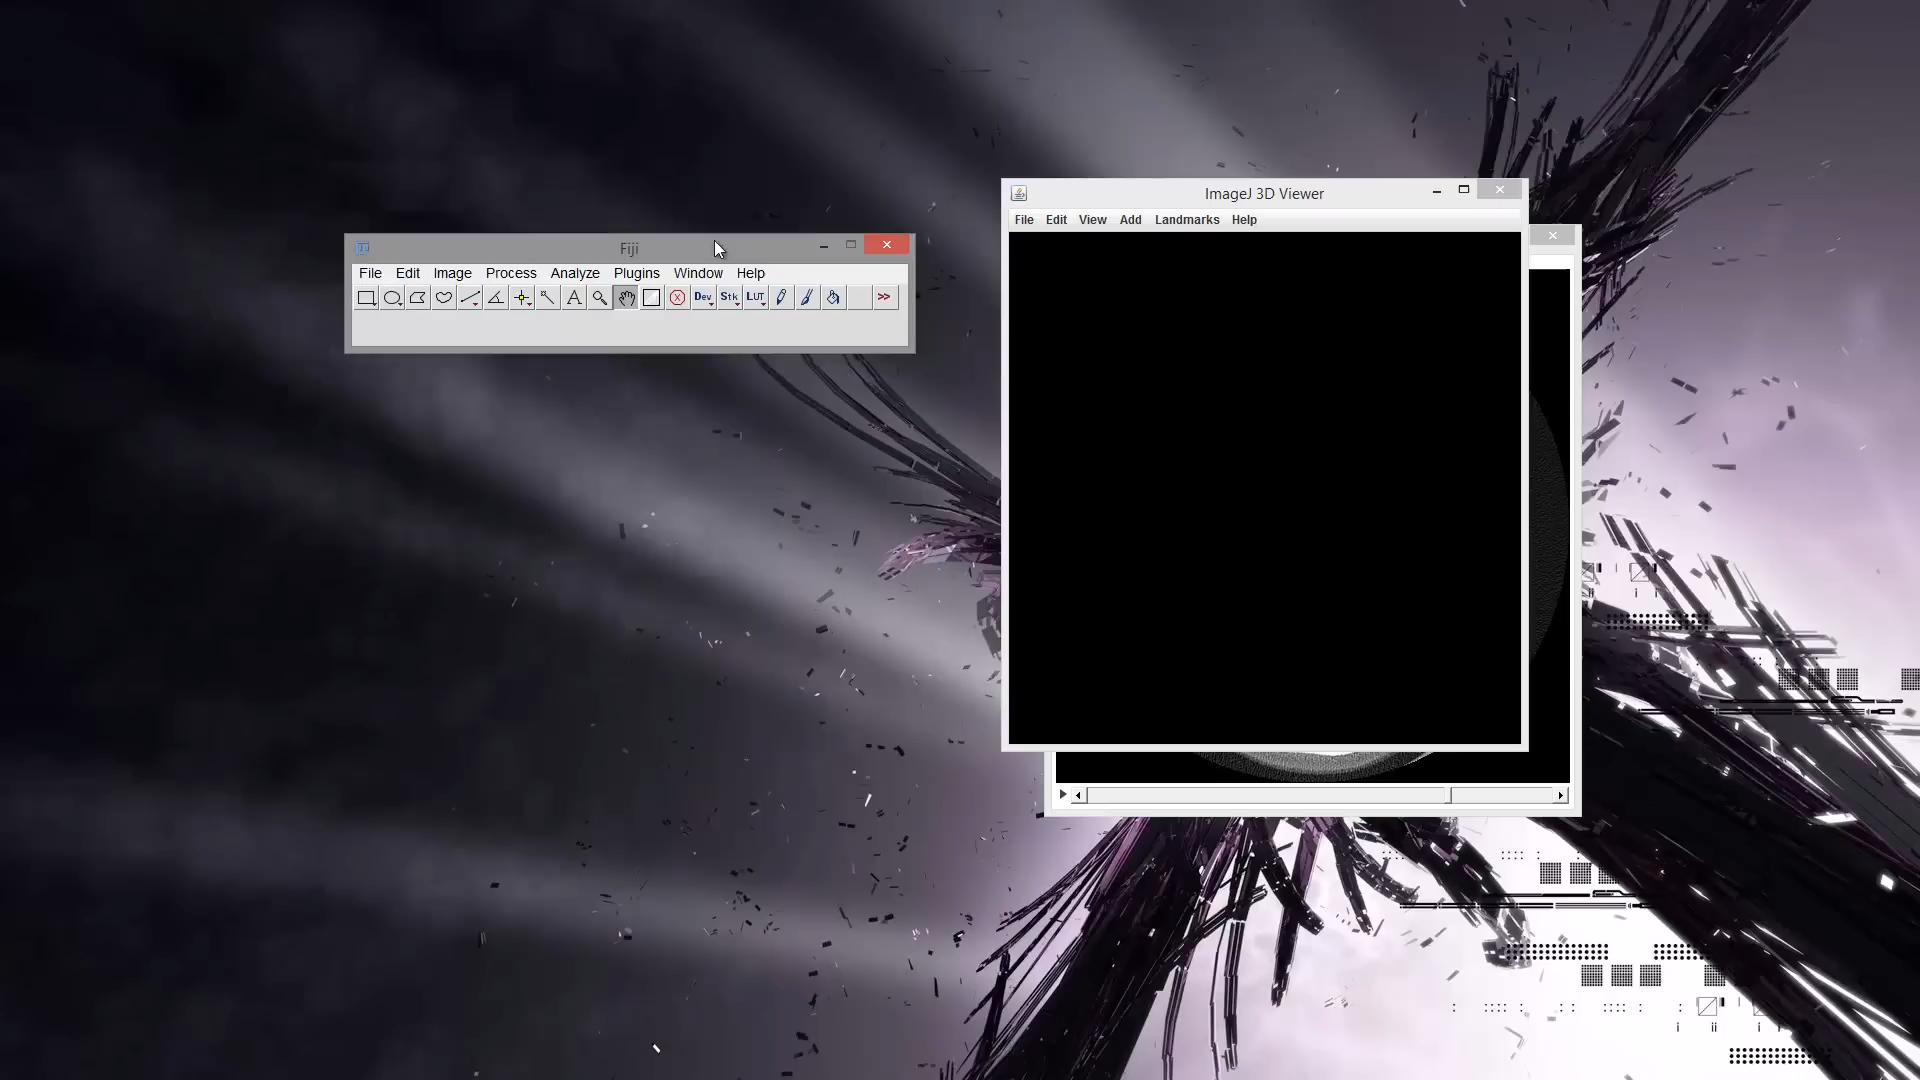 ImageJ 3D Viewer
File Edit View Add Landmarks Help
Fiji
File Edit Image Process Analyze Plugins Window Help
Dev Stk LUT >>